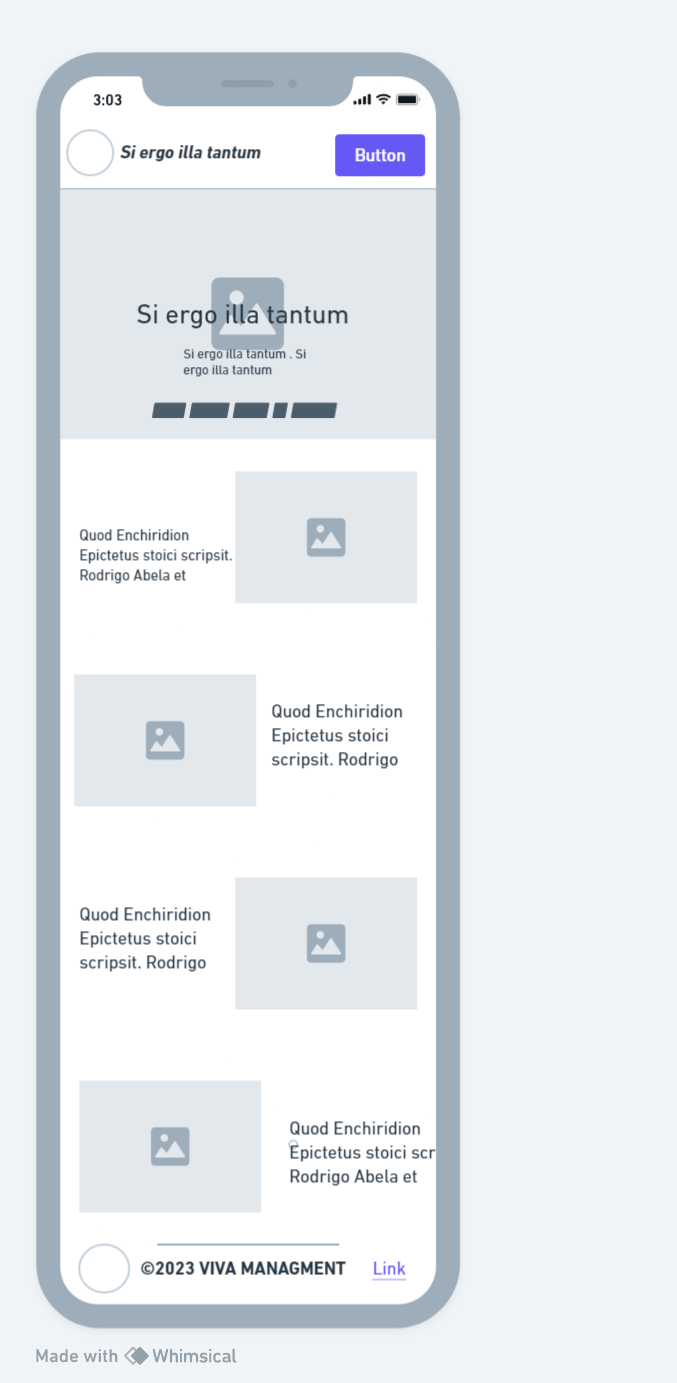 3:03
Si ergo illa tantum
Button
Si ergo illa tantum
Si ergo illa tantum . Si
ergo illa tantum
Quod Enchiridion
Epictetus stoici scripsit.
Rodrigo Abela et
Quod Enchiridion
Epictetus stoici
scripsit. Rodrigo
Quod Enchiridion
Epictetus stoici
scripsit. Rodrigo
Quod Enchiridion
Epictetus stoici scr
Rodrigo Abela et
©2023 VIVA MANAGMENT
Link
Made with Whimsical